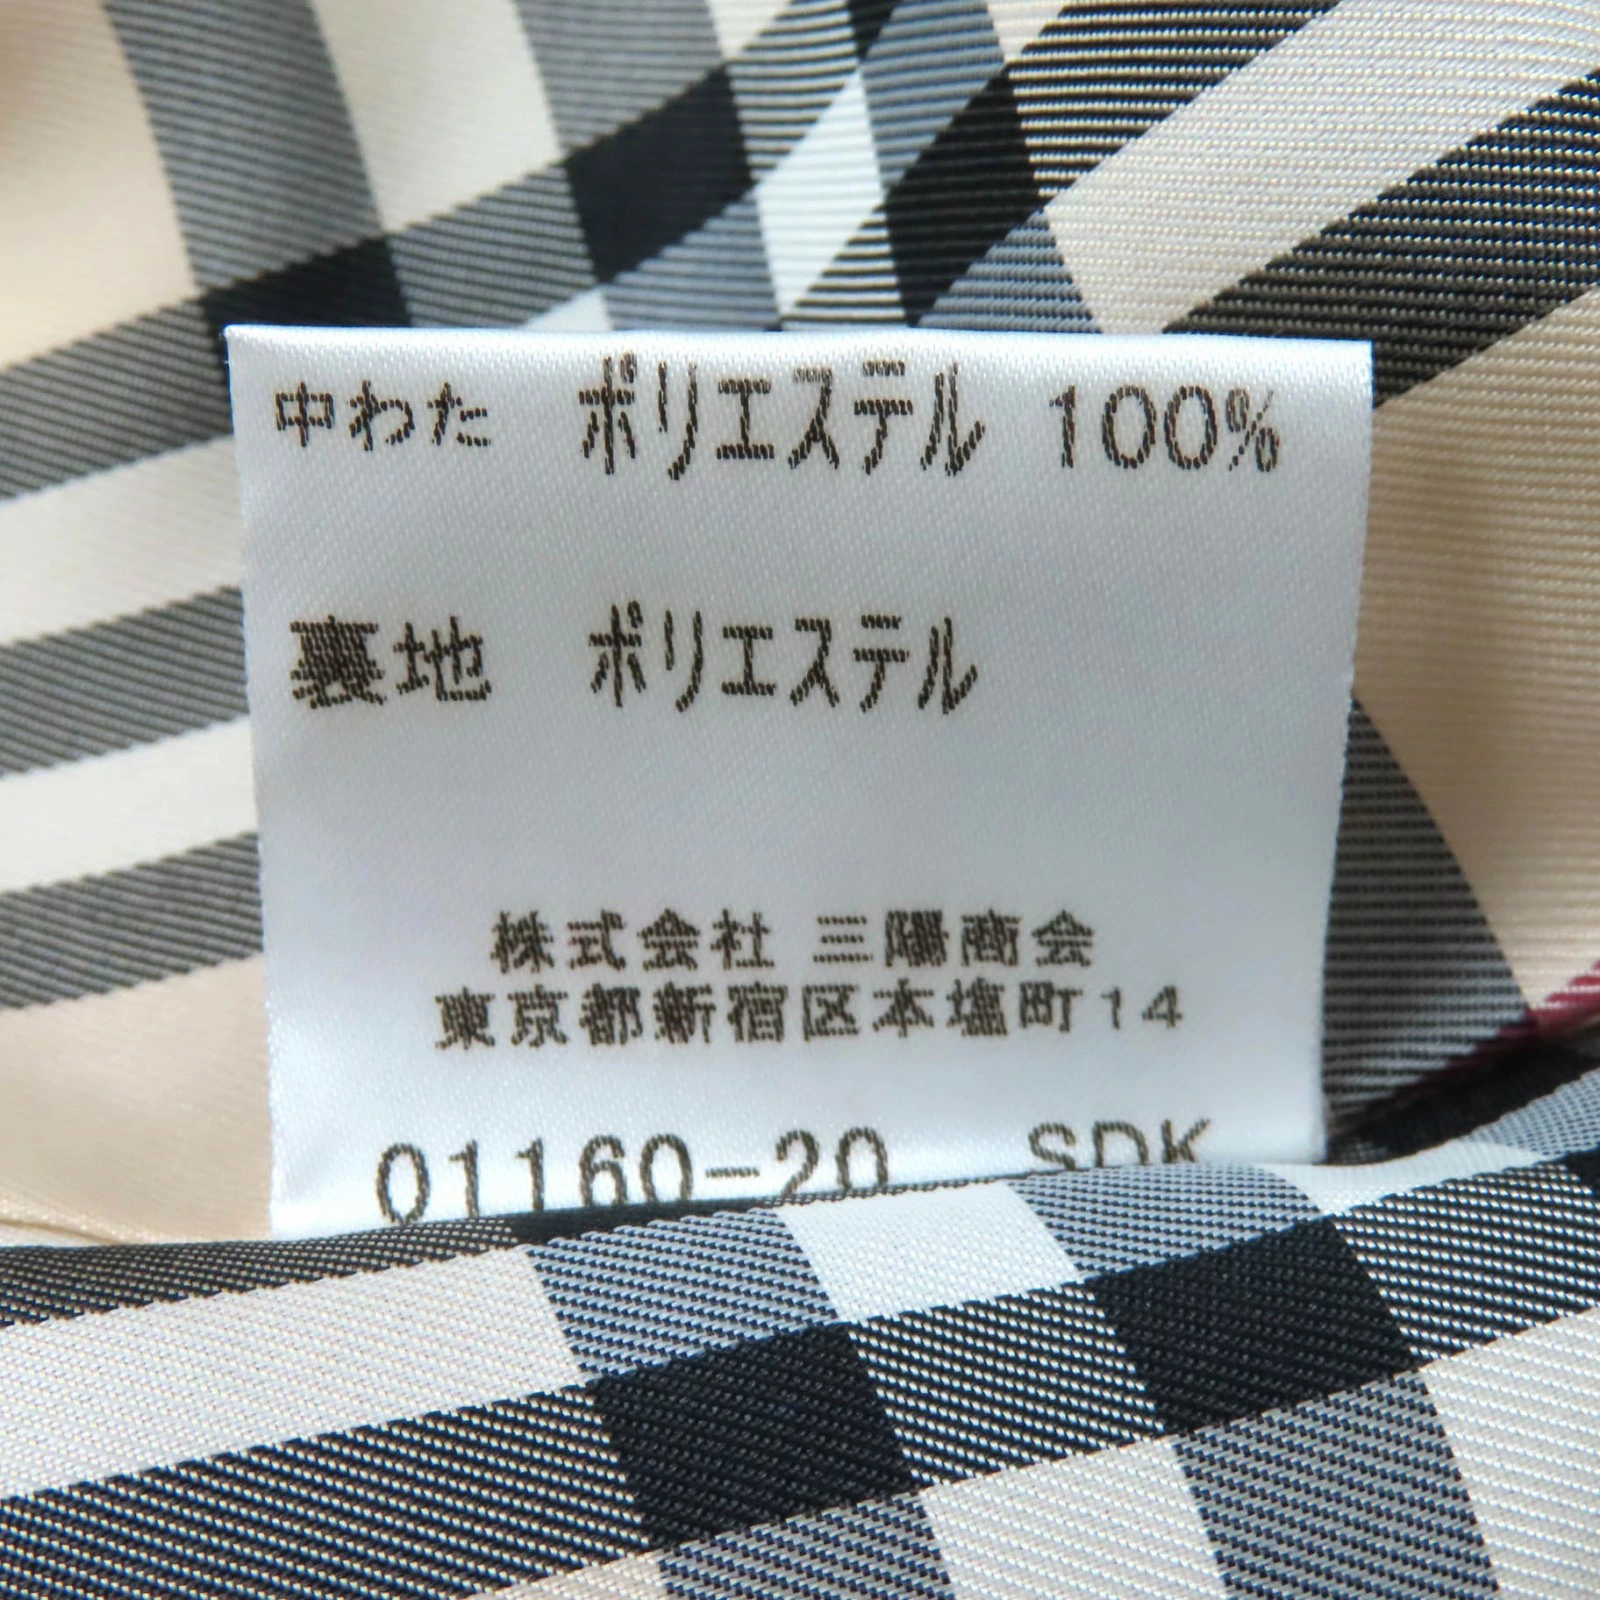 中わた ポリエステル 100%
裏地 ポリエステル
株式会社 三陽商会
東京都新宿区本塩町14
01160-20 SDK